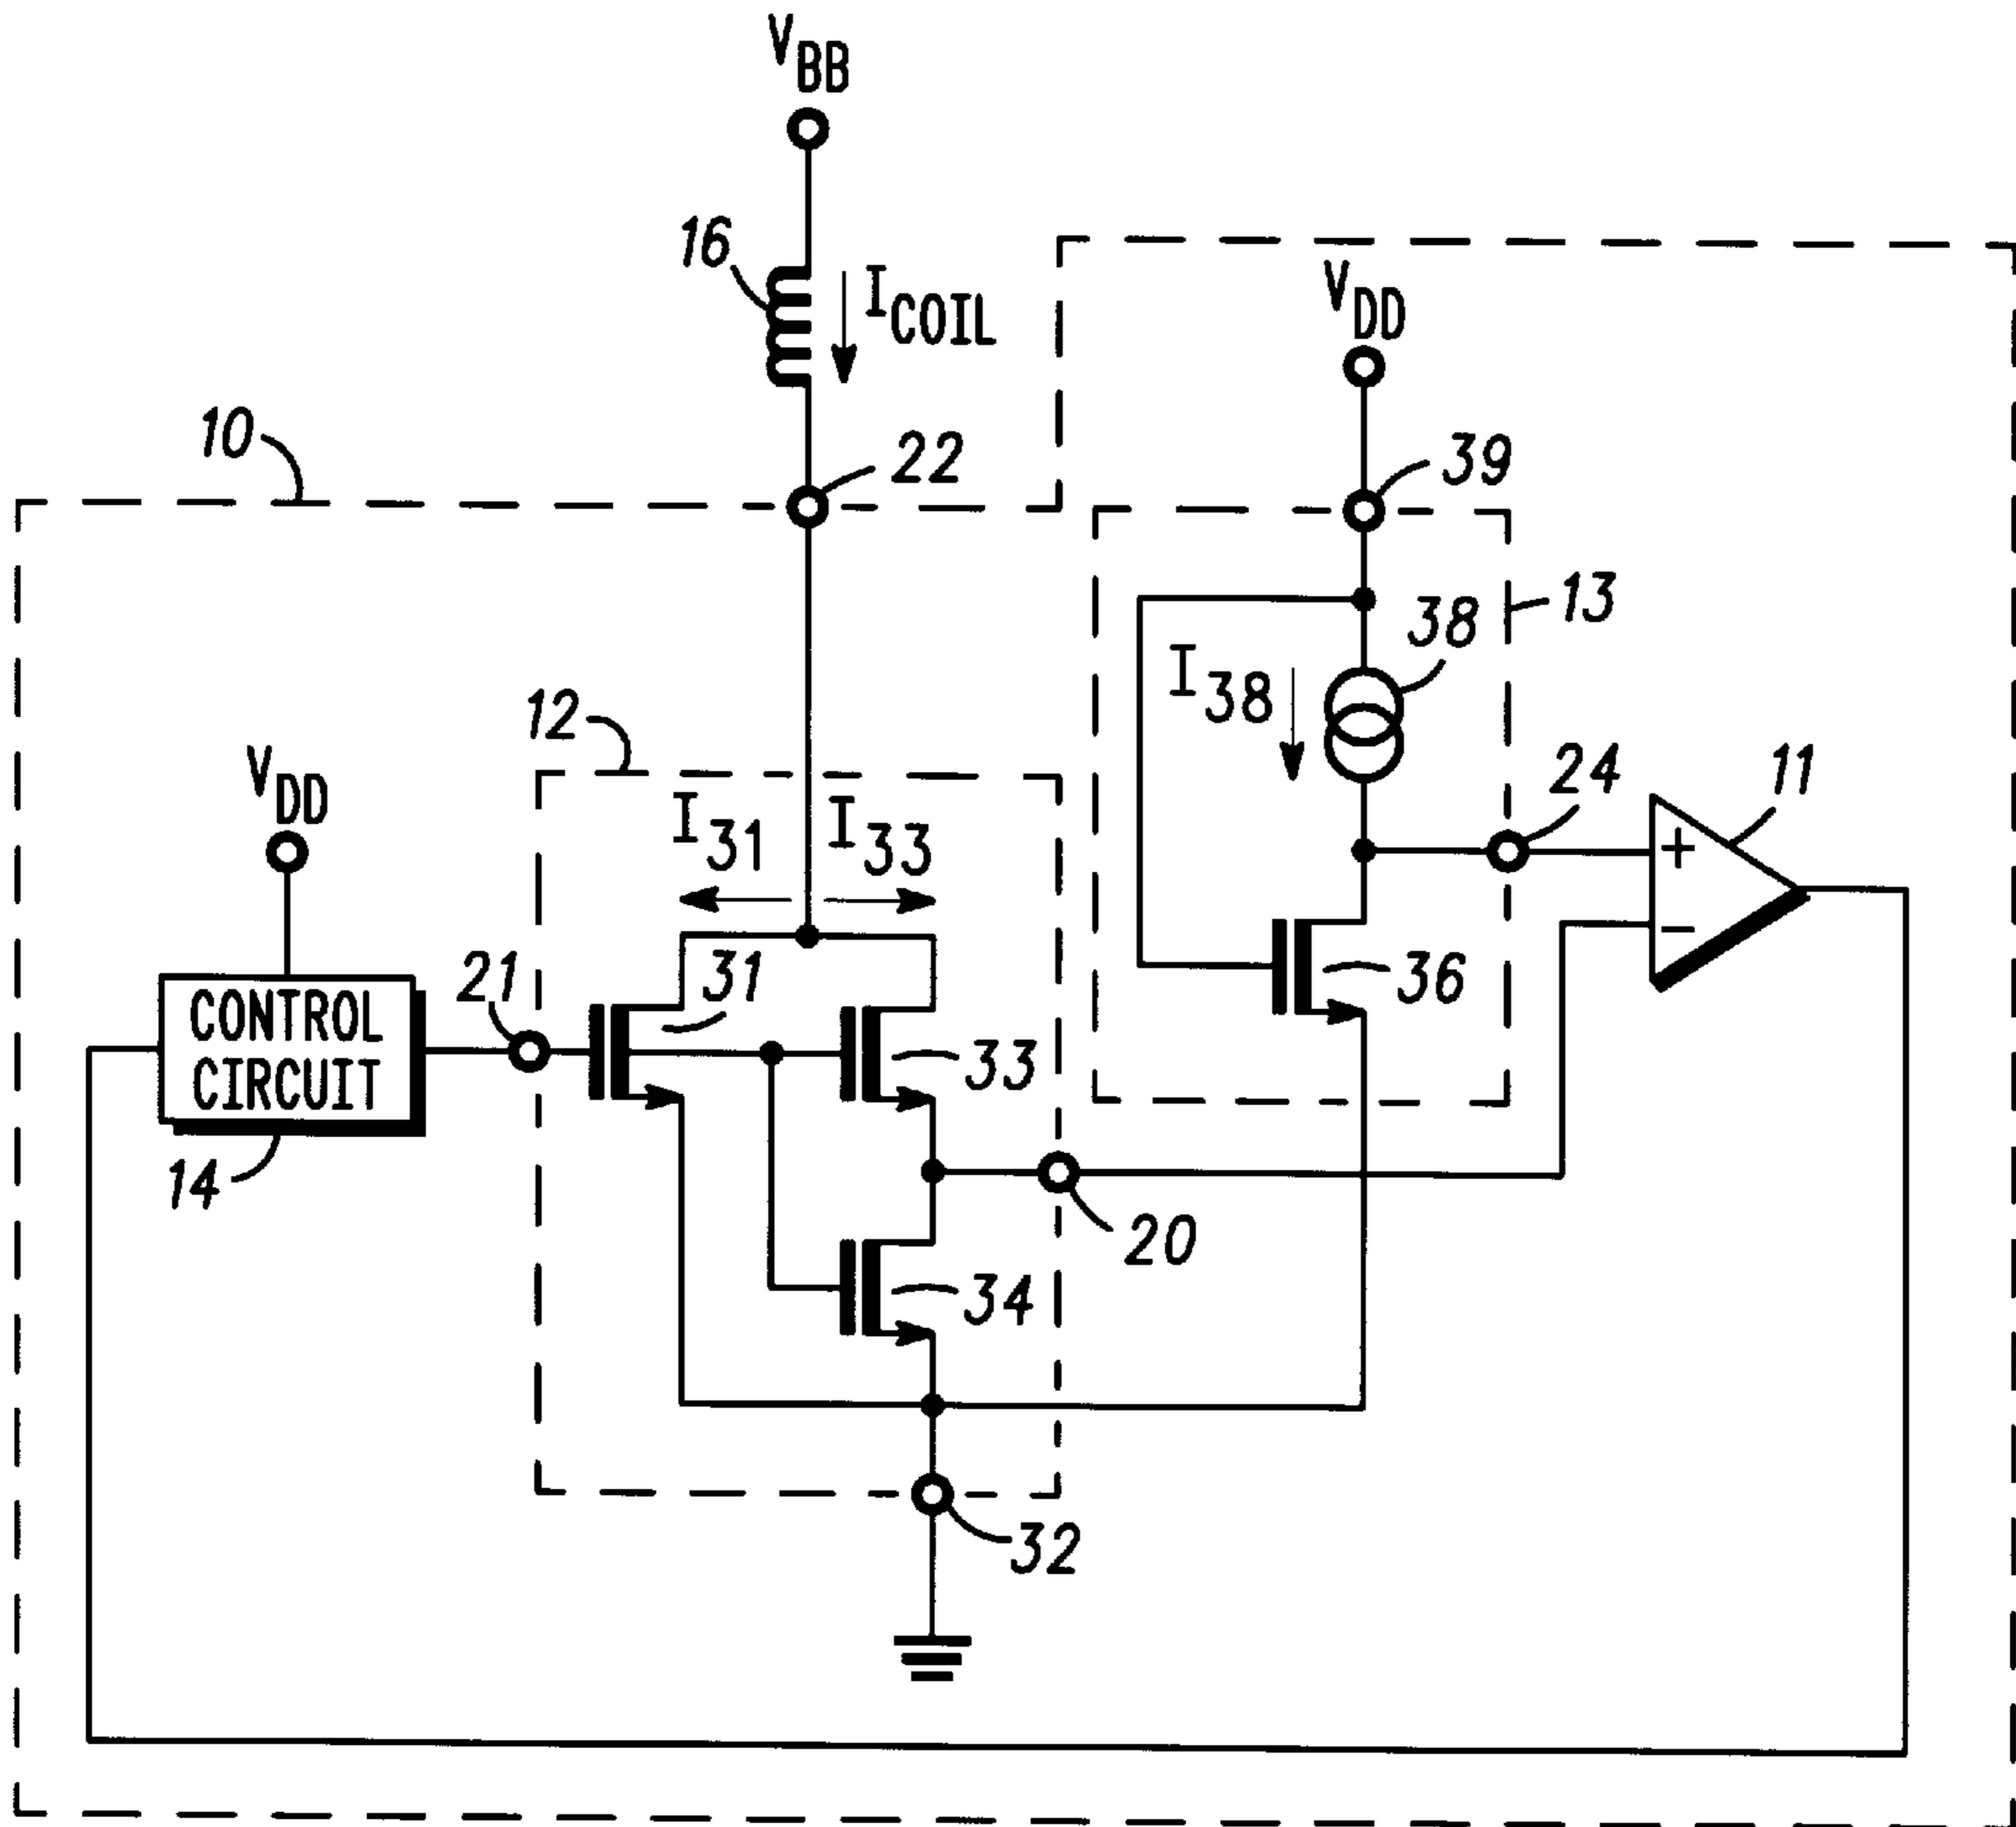 VBB
16
ICOIL
VDD
10
22
39
13
38
I38
12
24
11
VDD
I31
I33
+
−
21
31
36
CONTROL
CIRCUIT
33
14
20
34
32